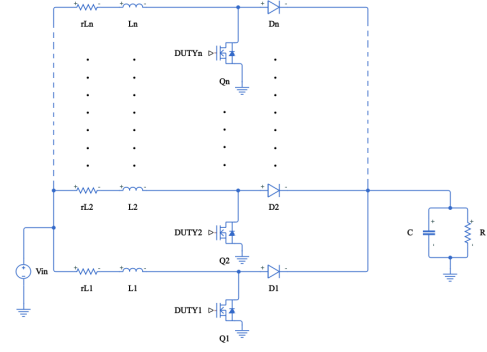 rLn Ln Dn
DUTYn
Qn
rL2 L2 D2
DUTY2
Q2
C R
Vin
rL1 L1 D1
DUTY1
Q1